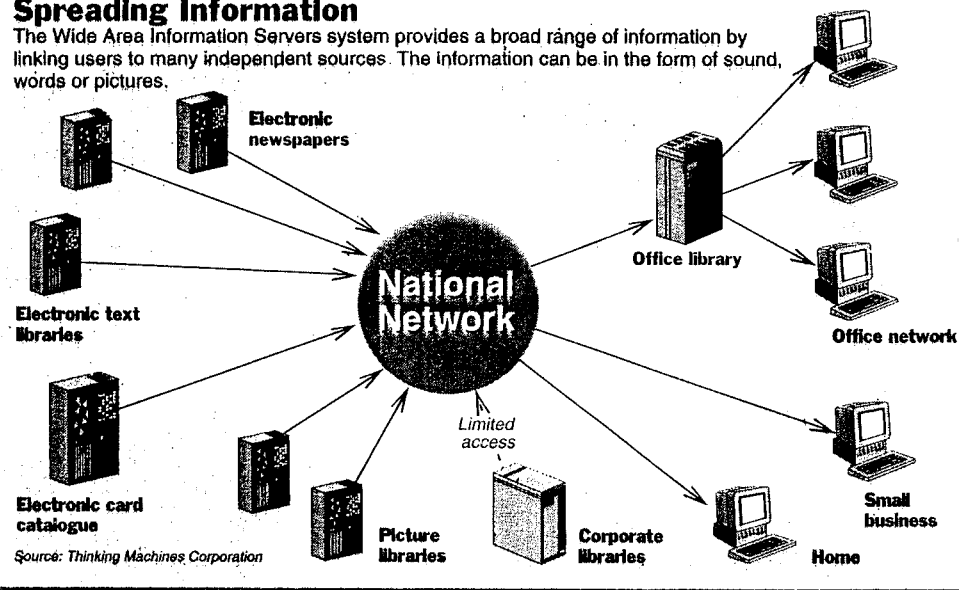 Spreading Information
The Wide Area Information Servers system provides a broad range of information by
linking users to many independent sources. The information can be in the form of sound,
words or pictures.
Electronic
newspapers
Electronic text
libraries
Electronic card
catalogue
Picture
libraries
National
Network
Limited
access
Corporate
libraries
Office library
Office network
Small
business
Home
Source: Thinking Machines Corporation